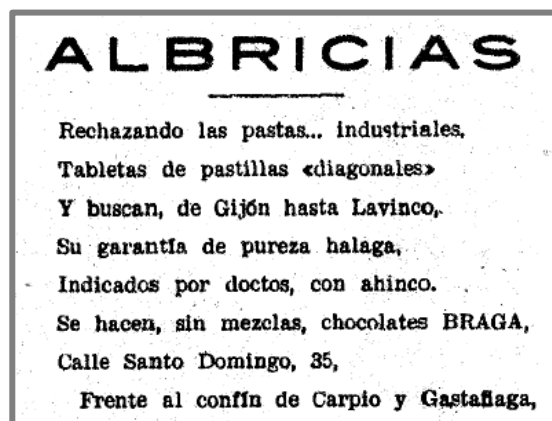 ALBRICIAS
Rechazando las pastas... industriales,
Tabletas de pastillas «diagonales»
Y buscan, de Gijón hasta Lavinco,
Su garantía de pureza halaga,
Indicados por doctos, con ahinco.
Se hacen, sin mezclas, chocolates BRAGA,
Calle Santo Domingo, 35,
Frente al confín de Carpio y Gastañaga,